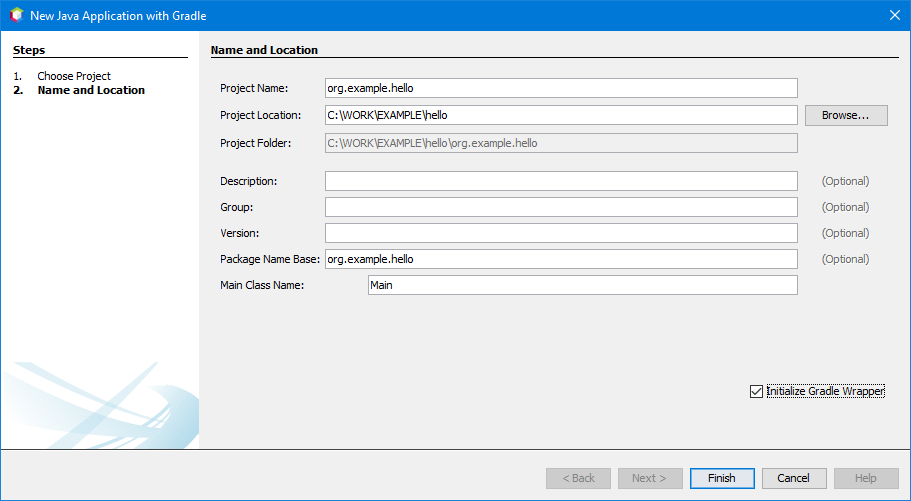 New Java Application with Gradle
Steps
1. Choose Project
2. Name and Location
Name and Location
Project Name: org.example.hello
Project Location: C:\WORK\EXAMPLE\hello Browse...
Project Folder: C:\WORK\EXAMPLE\hello\org.example.hello
Description: (Optional)
Group: (Optional)
Version: (Optional)
Package Name Base: org.example.hello (Optional)
Main Class Name: Main
Initialize Gradle Wrapper
< Back Next > Finish Cancel Help